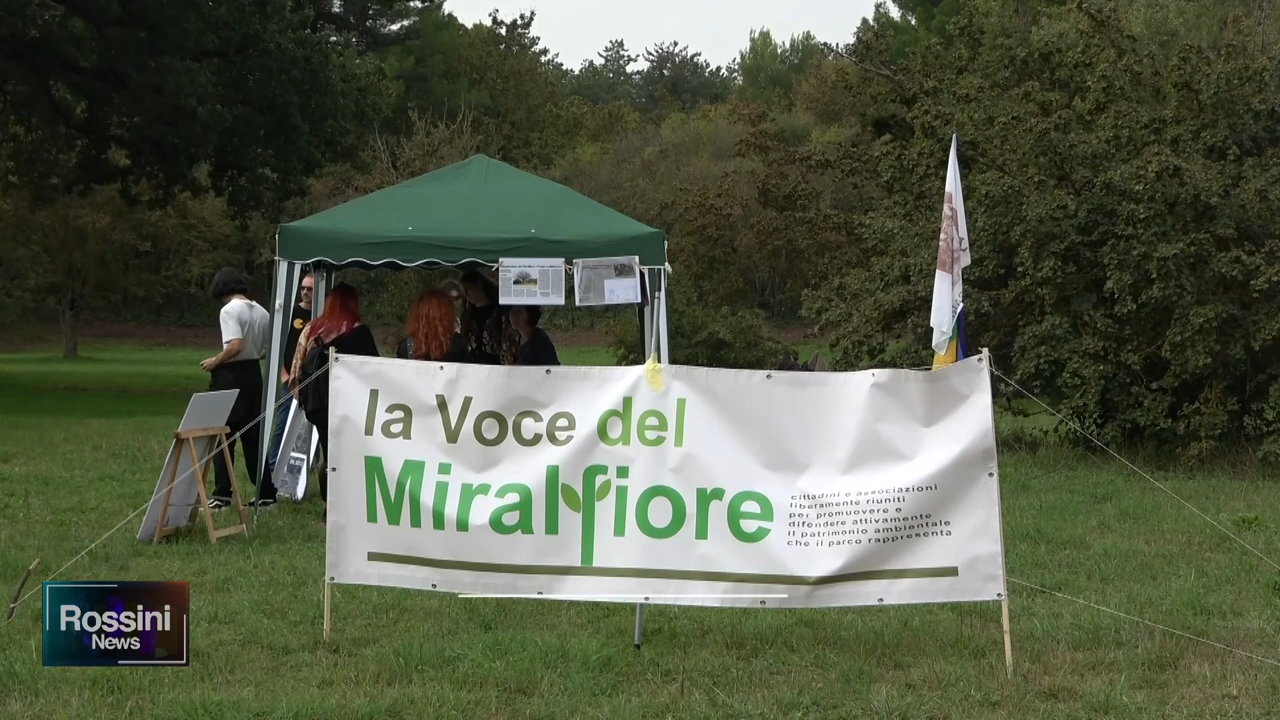 la Voce del
Miralfiore
cittadini e associazioni
liberamente riuniti
per promuovere e
difendere attivamente
il patrimonio ambientale
che il parco rappresenta
Rossini
News